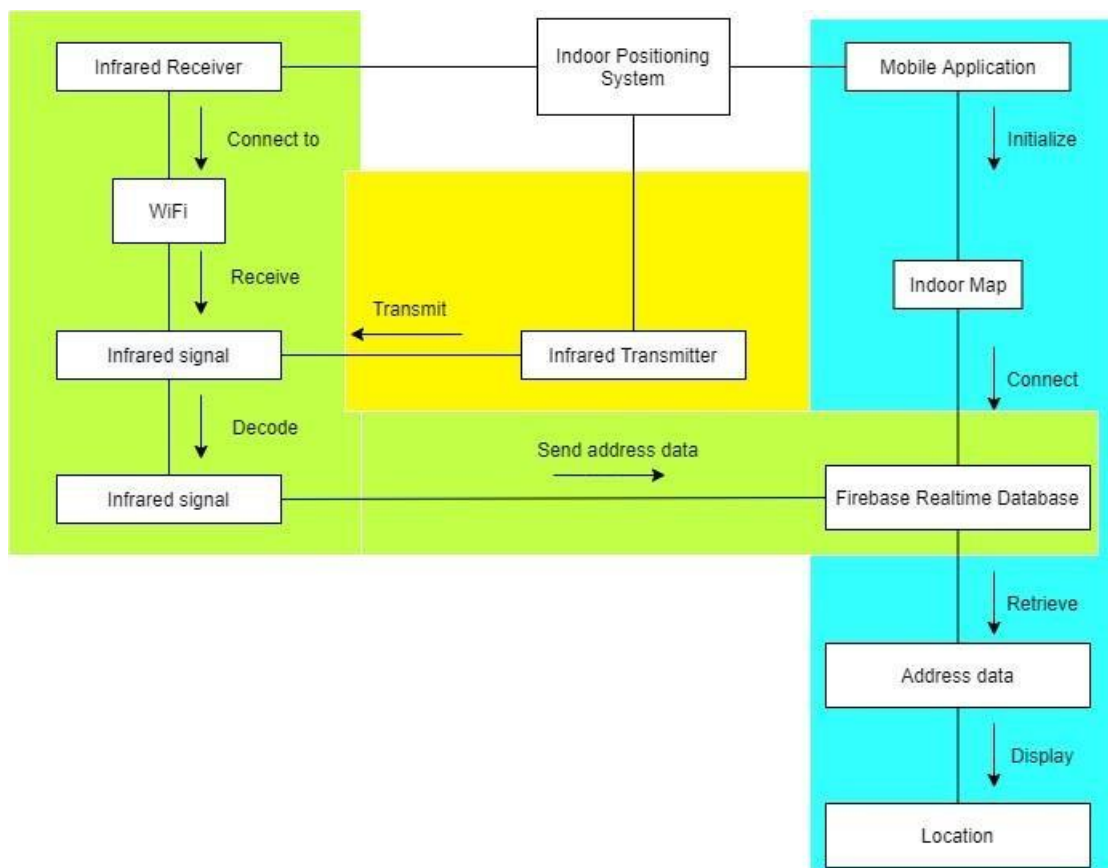 Infrared Receiver
Indoor Positioning
System
Mobile Application
Connect to
Initialize
WiFi
Receive
Indoor Map
Transmit
Infrared signal
Infrared Transmitter
Connect
Decode
Send address data
Infrared signal
Firebase Realtime Database
Retrieve
Address data
Display
Location